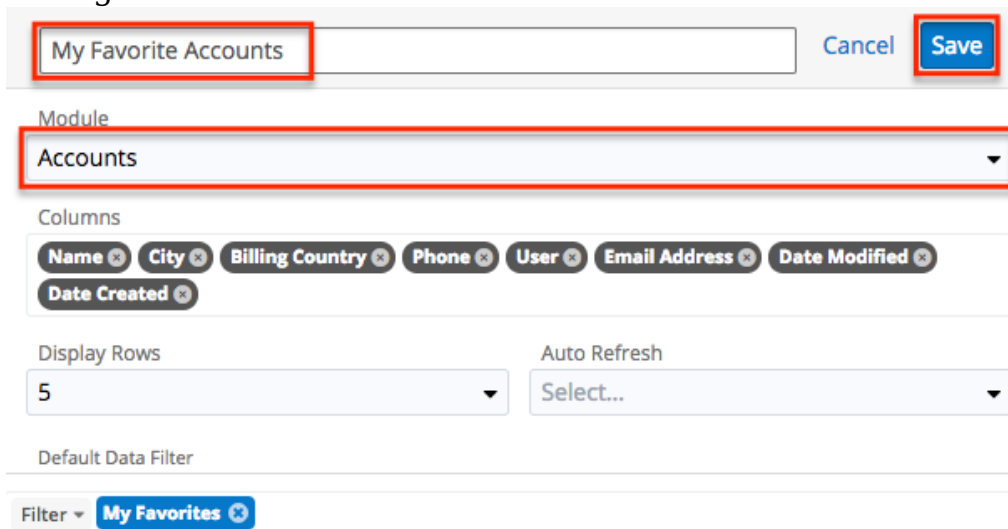 My Favorite Accounts Cancel Save
Module
Accounts
Columns
Name City Billing Country Phone User Email Address Date Modified
Date Created
Display Rows Auto Refresh
5 Select...
Default Data Filter
Filter My Favorites